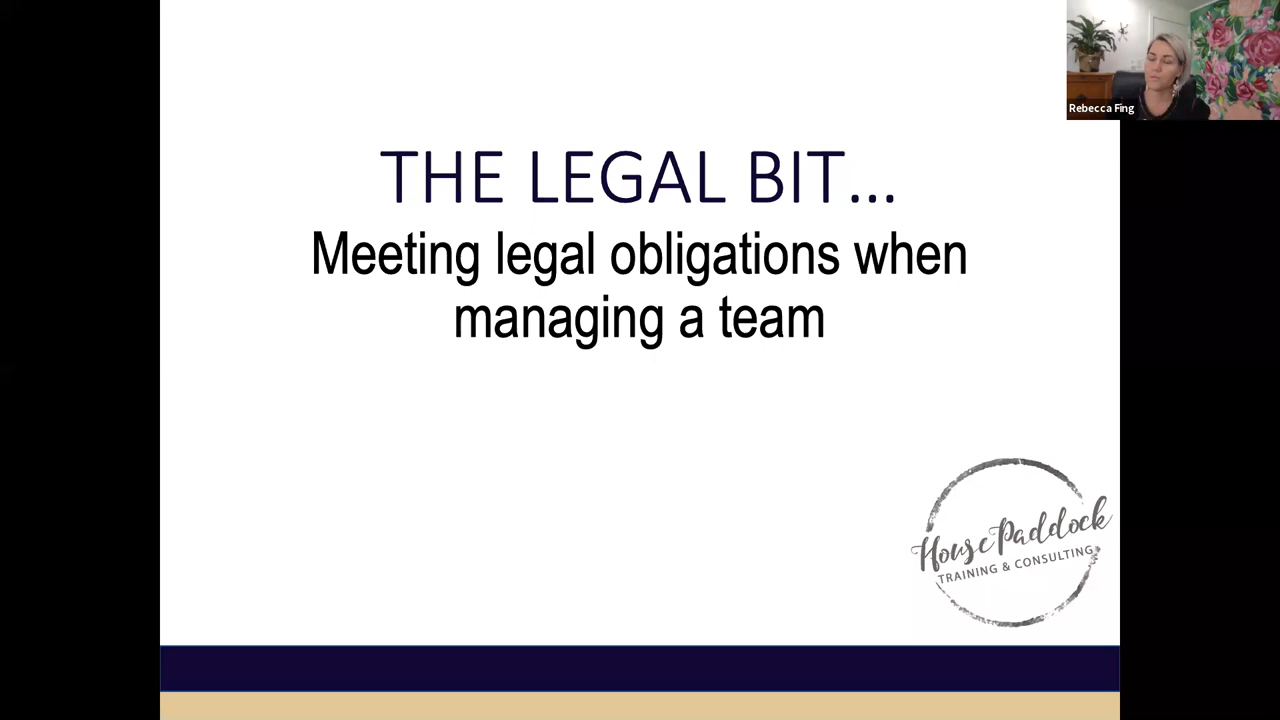 Rebecca Fing
THE LEGAL BIT...
Meeting legal obligations when
managing a team
House Paddock
TRAINING & CONSULTING